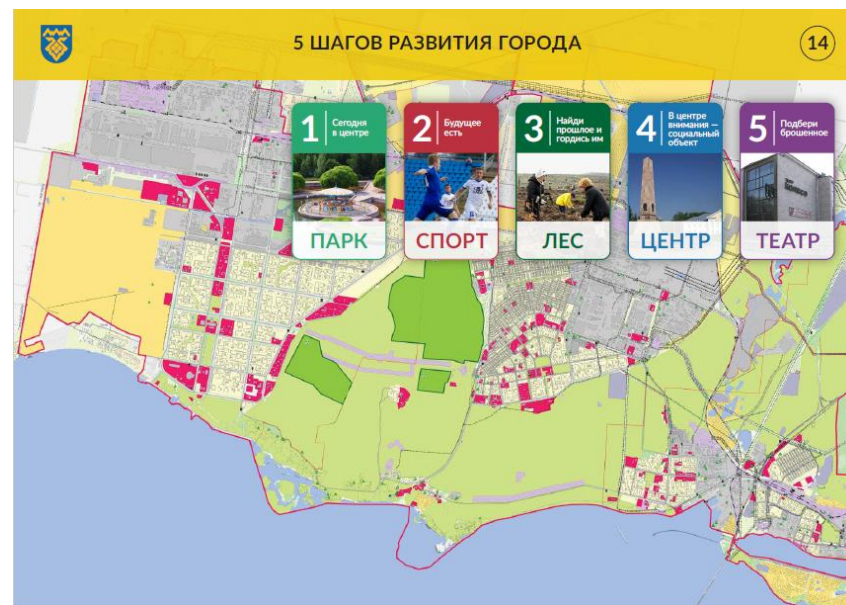 5 ШАГОВ РАЗВИТИЯ ГОРОДА
14
1
Сегодня
в центре
ПАРК
2
Будущее
есть
СПОРТ
3
Найди
прошлое и
гордись им
ЛЕС
4
В центре
внимания —
социальный
объект
ЦЕНТР
5
Подбери
брошенное
ТЕАТР